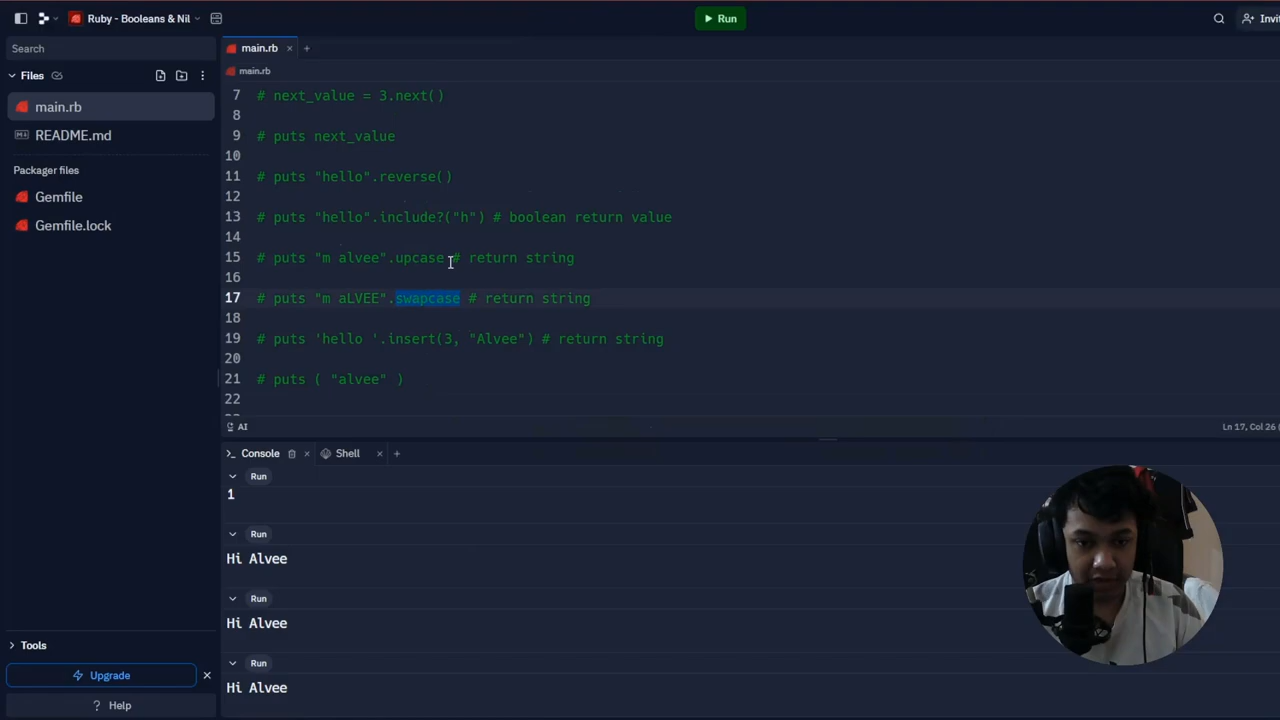 Ruby - Booleans & Nil
Run
Invi
Search
main.rb
Files
main.rb
main.rb
README.md
Packager files
Gemfile
Gemfile.lock
7 # next_value = 3.next()
8
9 # puts next_value
10
11 # puts "hello".reverse()
12
13 # puts "hello".include?("h") # boolean return value
14
15 # puts "m alvee".upcase # return string
16
17 # puts "m aLVEE".swapcase # return string
18
19 # puts 'hello '.insert(3, "Alvee") # return string
20
21 # puts ( "alvee" )
22
AI
Ln 17, Col 26
Console
Shell
Run
1
Run
Hi Alvee
Run
Hi Alvee
Run
Hi Alvee
Tools
Upgrade
Help